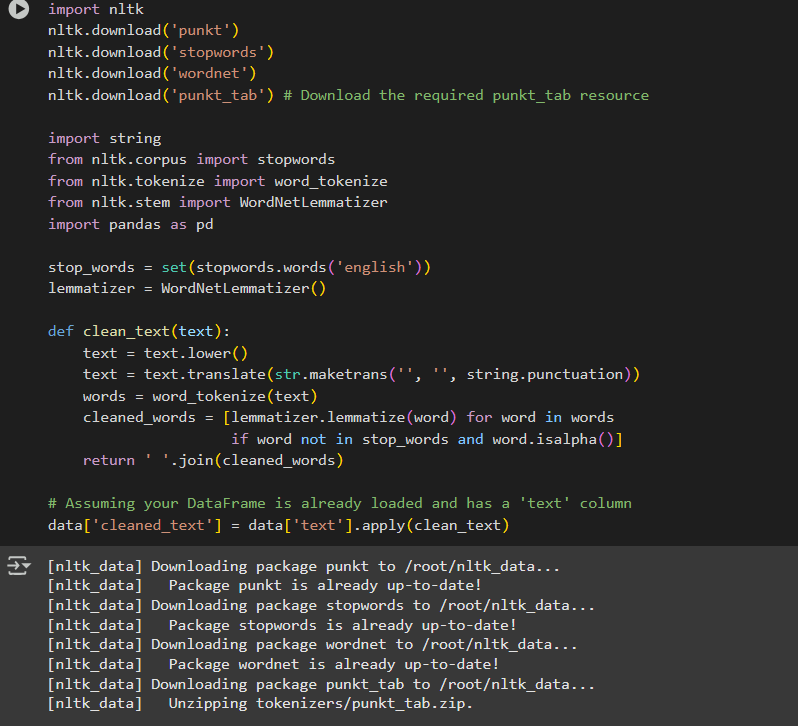 import nltk
nltk.download('punkt')
nltk.download('stopwords')
nltk.download('wordnet')
nltk.download('punkt_tab') # Download the required punkt_tab resource

import string
from nltk.corpus import stopwords
from nltk.tokenize import word_tokenize
from nltk.stem import WordNetLemmatizer
import pandas as pd

stop_words = set(stopwords.words('english'))
lemmatizer = WordNetLemmatizer()

def clean_text(text):
    text = text.lower()
    text = text.translate(str.maketrans('', '', string.punctuation))
    words = word_tokenize(text)
    cleaned_words = [lemmatizer.lemmatize(word) for word in words
                     if word not in stop_words and word.isalpha()]
    return ' '.join(cleaned_words)

# Assuming your DataFrame is already loaded and has a 'text' column
data['cleaned_text'] = data['text'].apply(clean_text)

[nltk_data] Downloading package punkt to /root/nltk_data...
[nltk_data]   Package punkt is already up-to-date!
[nltk_data] Downloading package stopwords to /root/nltk_data...
[nltk_data]   Package stopwords is already up-to-date!
[nltk_data] Downloading package wordnet to /root/nltk_data...
[nltk_data]   Package wordnet is already up-to-date!
[nltk_data] Downloading package punkt_tab to /root/nltk_data...
[nltk_data]   Unzipping tokenizers/punkt_tab.zip.